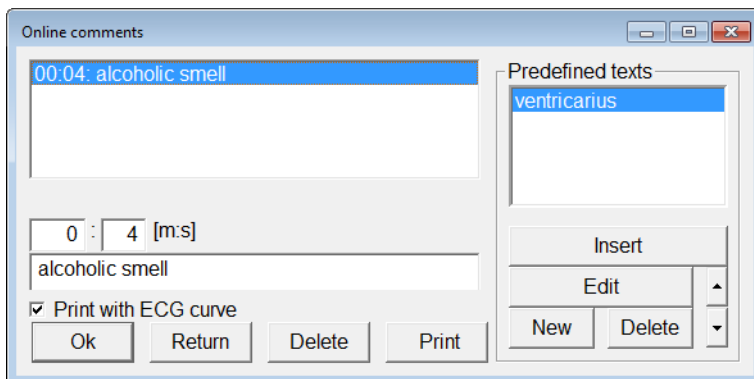 Online comments
00:04: alcoholic smell
0 : 4 [m:s]
alcoholic smell
Print with ECG curve
Ok Return Delete Print
Predefined texts
ventricarius
Insert
Edit
New Delete